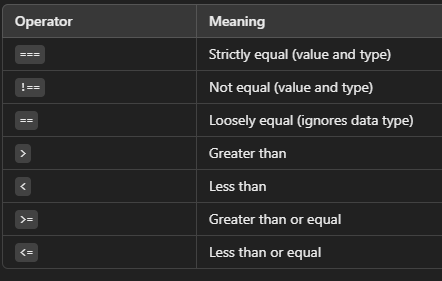 Operator Meaning
=== Strictly equal (value and type)
!== Not equal (value and type)
== Loosely equal (ignores data type)
> Greater than
< Less than
>= Greater than or equal
<= Less than or equal